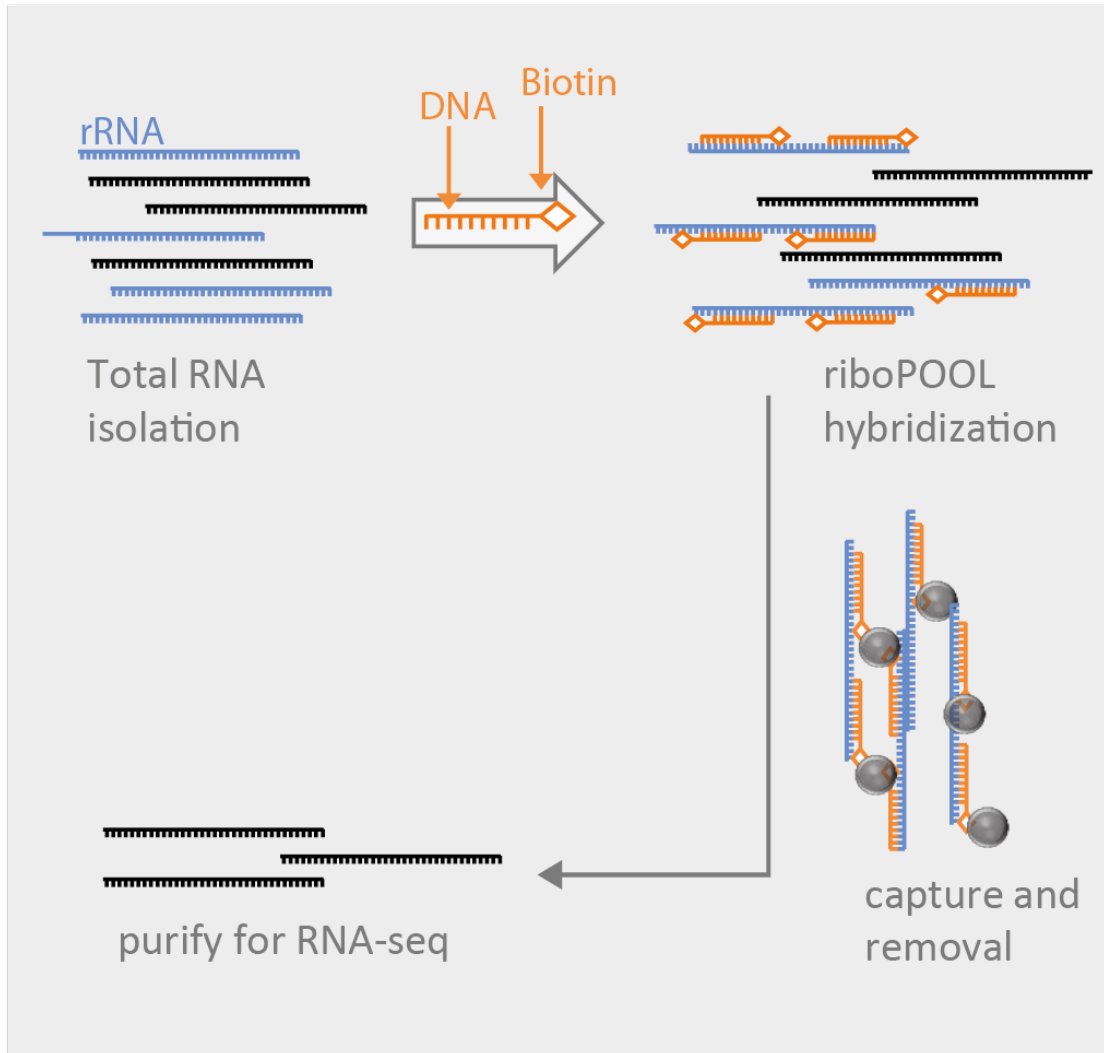 rRNA
DNA
Biotin
Total RNA
isolation
riboPOOL
hybridization
capture and
removal
purify for RNA-seq